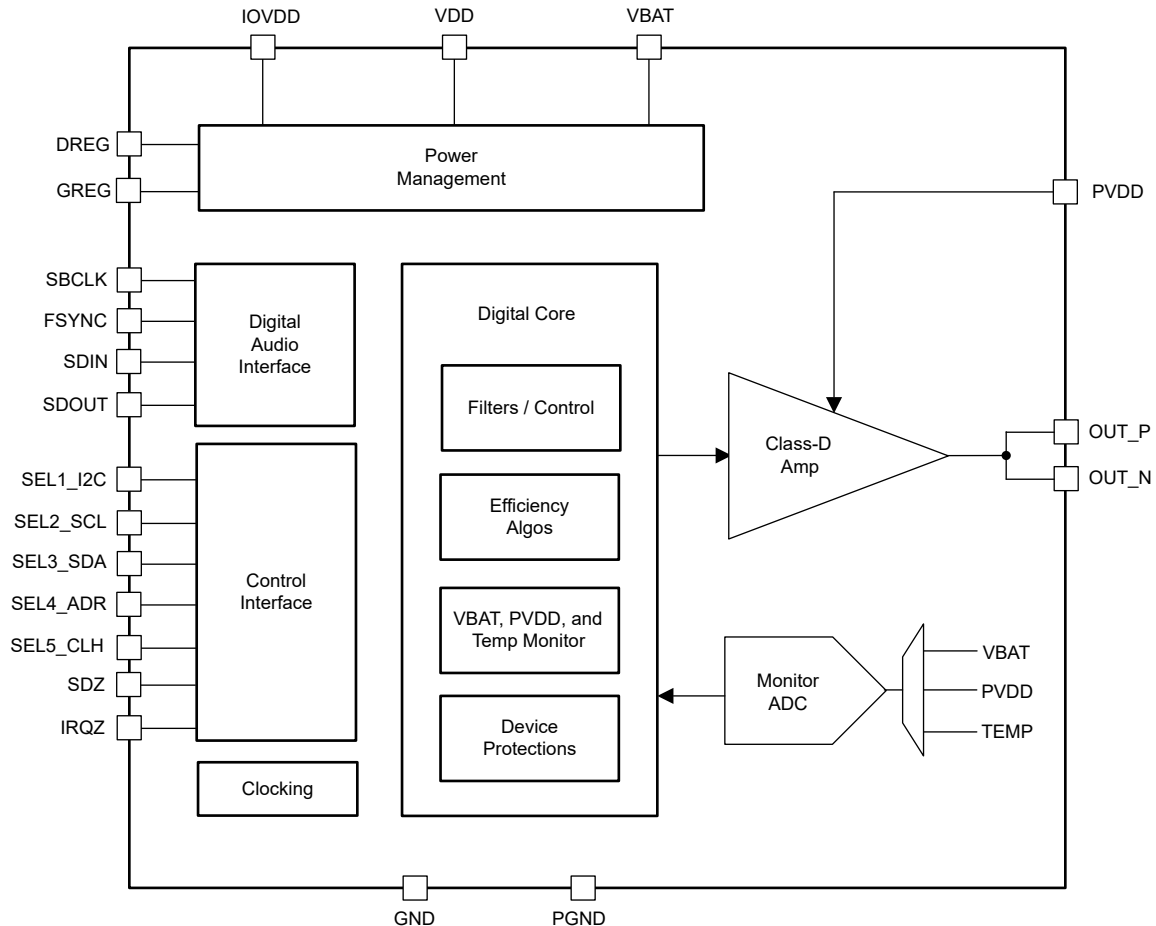 IOVDD
VDD
VBAT
DREG
GREG
Power
Management
PVDD
SBCLK
FSYNC
SDIN
SDOUT
Digital
Audio
Interface
SEL1_I2C
SEL2_SCL
SEL3_SDA
SEL4_ADR
SEL5_CLH
SDZ
IRQZ
Control
Interface
Clocking
Digital Core
Filters / Control
Efficiency
Algos
VBAT, PVDD, and
Temp Monitor
Device
Protections
Class-D
Amp
OUT_P
OUT_N
Monitor
ADC
VBAT
PVDD
TEMP
GND
PGND